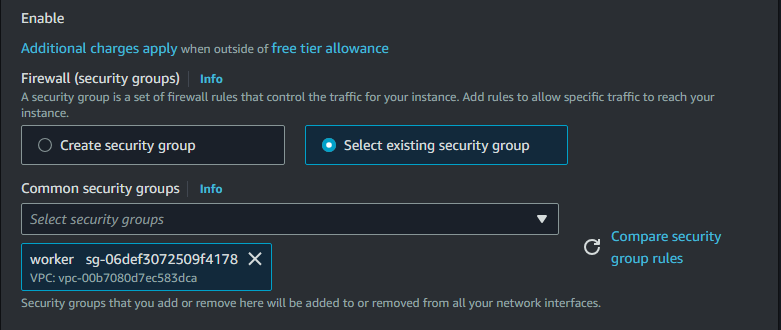 Enable
Additional charges apply when outside of free tier allowance
Firewall (security groups) Info
A security group is a set of firewall rules that control the traffic for your instance. Add rules to allow specific traffic to reach your
instance.
Create security group
Select existing security group
Common security groups Info
Select security groups
worker sg-06def3072509f4178
VPC: vpc-00b7080d7ec583dca
Compare security
group rules
Security groups that you add or remove here will be added to or removed from all your network interfaces.